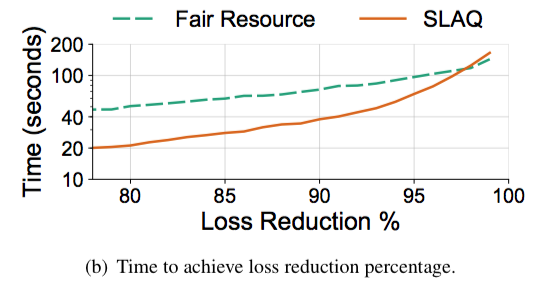 Fair Resource SLAQ
Time (seconds)
200
100
40
20
10
80 85 90 95 100
Loss Reduction %
(b) Time to achieve loss reduction percentage.